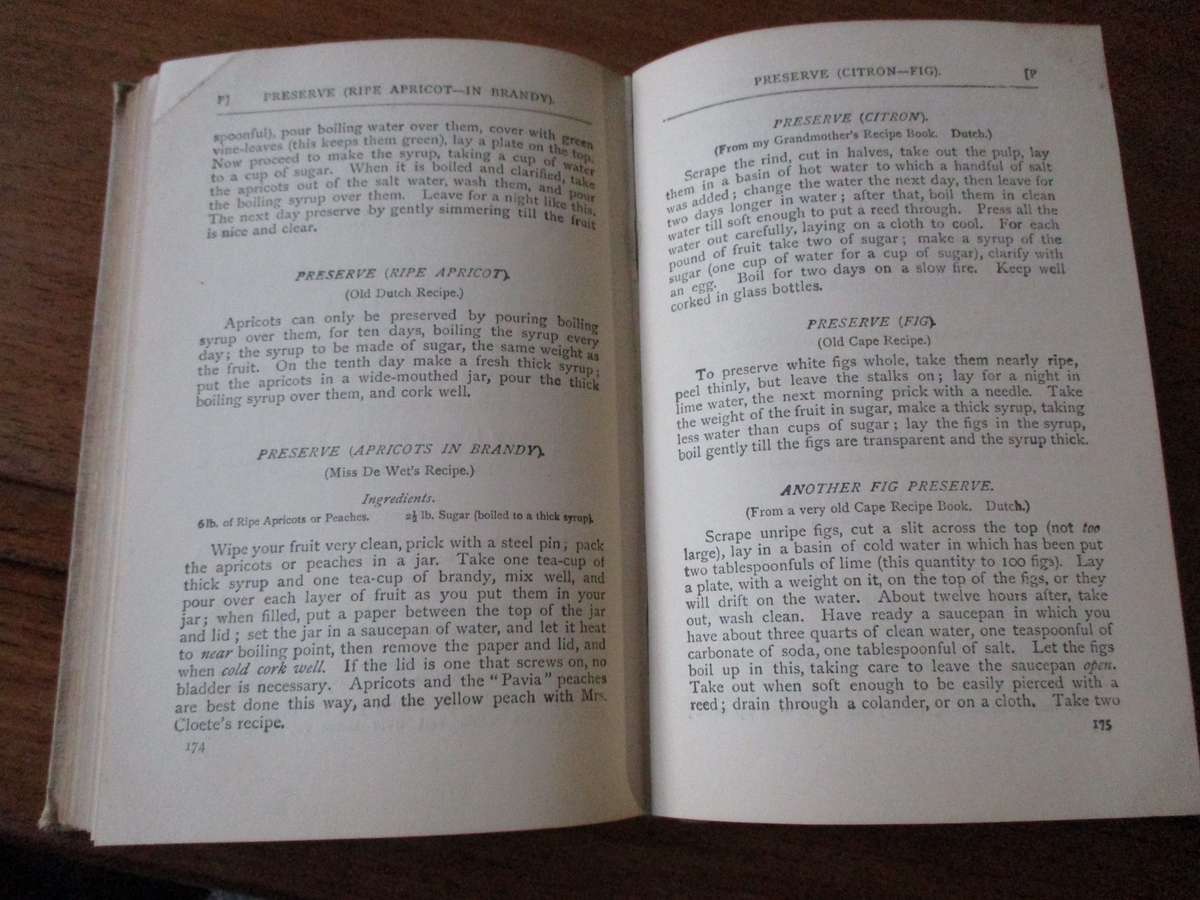 P]
PRESERVE (RIPE APRICOT—IN BRANDY).
spoonful), pour boiling water over them, cover with green
vine-leaves (this keeps them green), lay a plate on the top.
Now proceed to make the syrup, taking a cup of water
to a cup of sugar. When it is boiled and clarified, take
the apricots out of the salt water, wash them, and pour
the boiling syrup over them. Leave for a night like this.
The next day preserve by gently simmering till the fruit
is nice and clear.
PRESERVE (RIPE APRICOT).
(Old Dutch Recipe.)
Apricots can only be preserved by pouring boiling
syrup over them, for ten days, boiling the syrup every
day; the syrup to be made of sugar, the same weight as
the fruit. On the tenth day make a fresh thick syrup;
put the apricots in a wide-mouthed jar, pour the thick
boiling syrup over them, and cork well.
PRESERVE (APRICOTS IN BRANDY).
(Miss De Wet's Recipe.)
Ingredients.
6 lb. of Ripe Apricots or Peaches. 2½ lb. Sugar (boiled to a thick syrup).
Wipe your fruit very clean, prick with a steel pin; pack
the apricots or peaches in a jar. Take one tea-cup of
thick syrup and one tea-cup of brandy, mix well, and
pour over each layer of fruit as you put them in your
jar; when filled, put a paper between the top of the jar
and lid; set the jar in a saucepan of water, and let it heat
to near boiling point, then remove the paper and lid, and
when cold cork well. If the lid is one that screws on, no
bladder is necessary. Apricots and the "Pavia" peaches
are best done this way, and the yellow peach with Mrs.
Cloete's recipe.
174
PRESERVE (CITRON—FIG).
[P
PRESERVE (CITRON).
(From my Grandmother's Recipe Book. Dutch.)
Scrape the rind, cut in halves, take out the pulp, lay
them in a basin of hot water to which a handful of salt
was added; change the water the next day, then leave for
two days longer in water; after that, boil them in clean
water till soft enough to put a reed through. Press all the
water out carefully, laying on a cloth to cool. For each
pound of fruit take two of sugar; make a syrup of the
sugar (one cup of water for a cup of sugar), clarify with
an egg. Boil for two days on a slow fire. Keep well
corked in glass bottles.
PRESERVE (FIG).
(Old Cape Recipe.)
To preserve white figs whole, take them nearly ripe,
peel thinly, but leave the stalks on; lay for a night in
lime water, the next morning prick with a needle. Take
the weight of the fruit in sugar, make a thick syrup, taking
less water than cups of sugar; lay the figs in the syrup,
boil gently till the figs are transparent and the syrup thick.
ANOTHER FIG PRESERVE.
(From a very old Cape Recipe Book. Dutch.)
Scrape unripe figs, cut a slit across the top (not too
large), lay in a basin of cold water in which has been put
two tablespoonfuls of lime (this quantity to 100 figs). Lay
a plate, with a weight on it, on the top of the figs, or they
will drift on the water. About twelve hours after, take
out, wash clean. Have ready a saucepan in which you
have about three quarts of clean water, one teaspoonful of
carbonate of soda, one tablespoonful of salt. Let the figs
boil up in this, taking care to leave the saucepan open.
Take out when soft enough to be easily pierced with a
reed; drain through a colander, or on a cloth. Take two
175